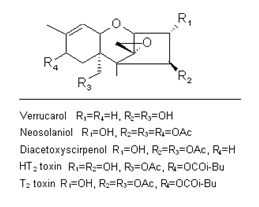 O
R₁
O
R₄
R₃
R₂
Verrucarol R₁=R₄=H, R₂=R₃=OH
Neosolaniol R₁=OH, R₂=R₃=R₄=OAc
Diacetoxyscirpenol R₁=OH, R₂=R₃=OAc, R₄=H
HT₂ toxin R₁=R₂=OH, R₃=OAc, R₄=OCOi-Bu
T₂ toxin R₁=OH, R₂=R₃=OAc, R₄=OCOi-Bu